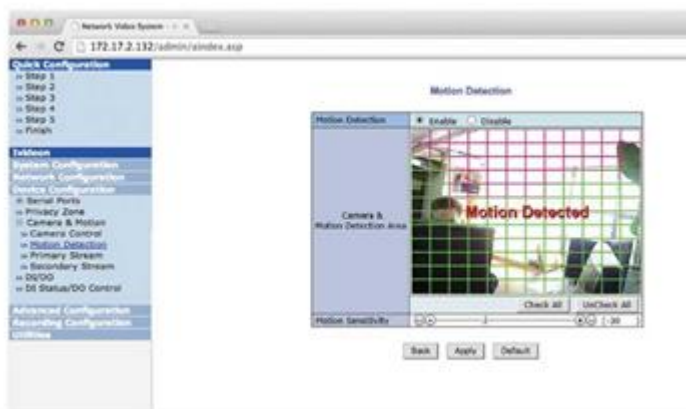 Network Video System
172.17.2.132/admin/aindex.asp
Quick Configuration
Step 1
Step 2
Step 3
Step 4
Step 5
Finish
Ivideon
System Configuration
Network Configuration
Device Configuration
Serial Ports
Privacy Zone
Camera & Motion
Camera Control
Motion Detection
Primary Stream
Secondary Stream
DI/DO
DI Status/DO Control
Advanced Configuration
Recording Configuration
Utilities
Motion Detection
Motion Detection Enable Disable
Camera &
Motion Detection Area
Motion Detected
Check All UnCheck All
Motion Sensitivity
Back Apply Default